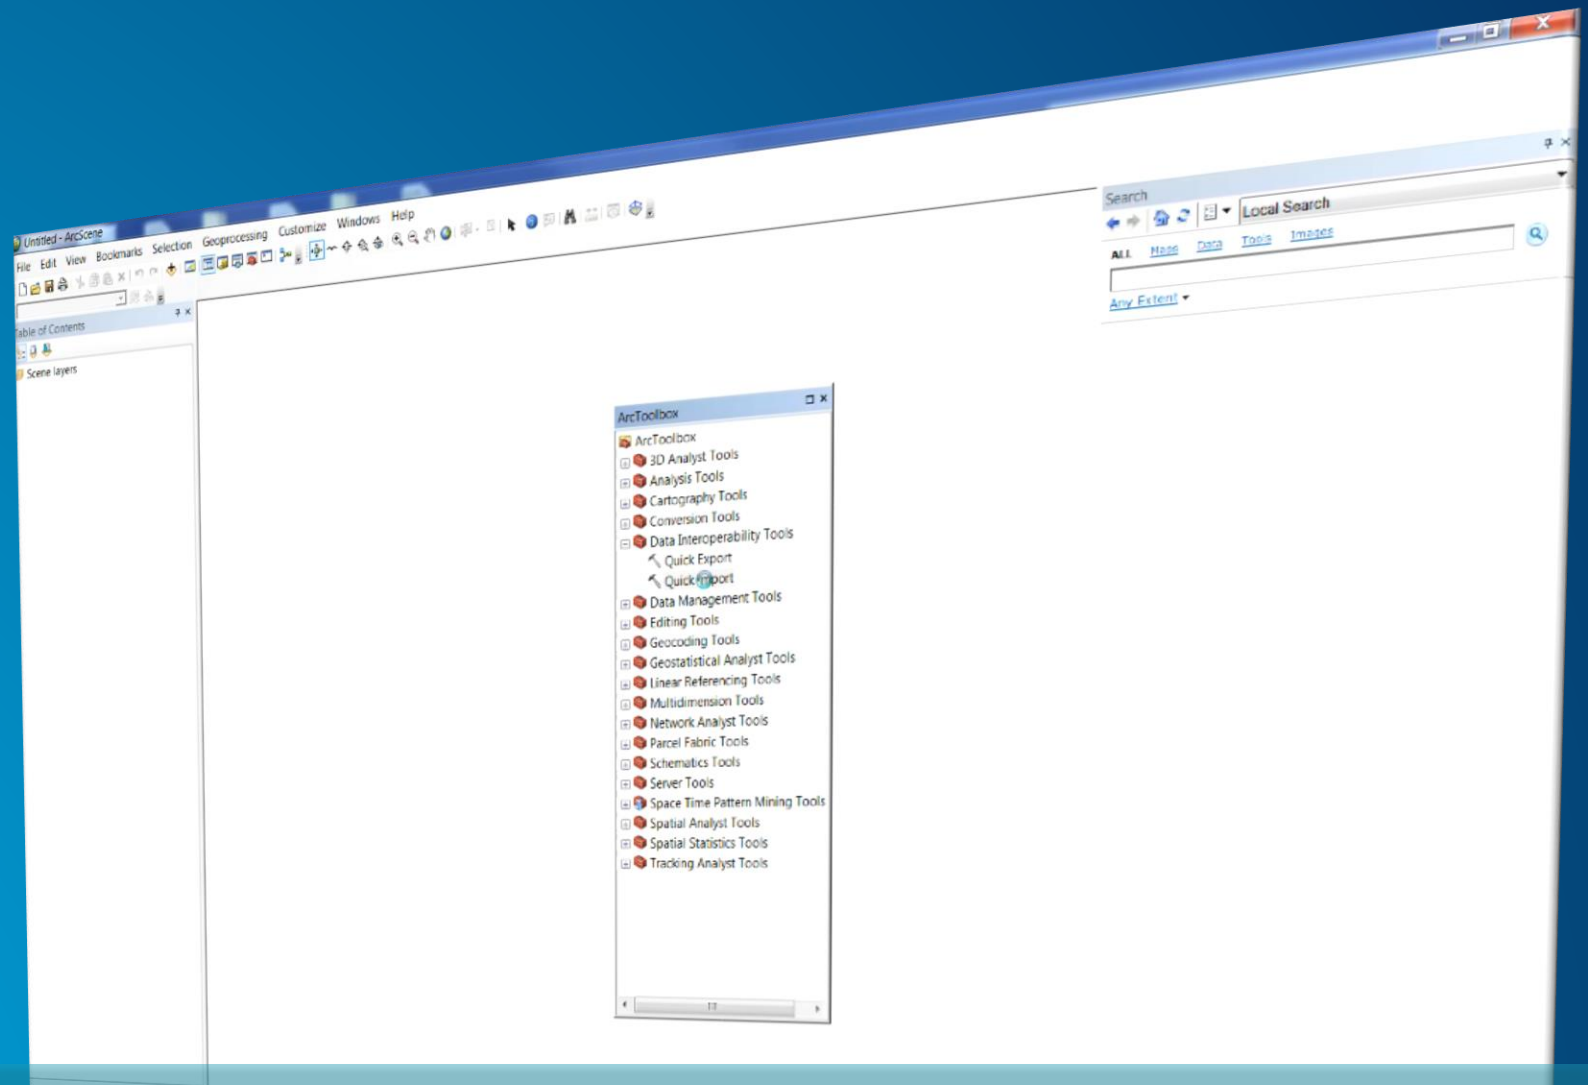 Untitled - ArcScene
File Edit View Bookmarks Selection Geoprocessing Customize Windows Help
Table of Contents
Scene layers
ArcToolbox
ArcToolbox
3D Analyst Tools
Analysis Tools
Cartography Tools
Conversion Tools
Data Interoperability Tools
Quick Export
Quick Import
Data Management Tools
Editing Tools
Geocoding Tools
Geostatistical Analyst Tools
Linear Referencing Tools
Multidimension Tools
Network Analyst Tools
Parcel Fabric Tools
Schematics Tools
Server Tools
Space Time Pattern Mining Tools
Spatial Analyst Tools
Spatial Statistics Tools
Tracking Analyst Tools
Search
Local Search
ALL Maps Data Tools Images
Any Extent